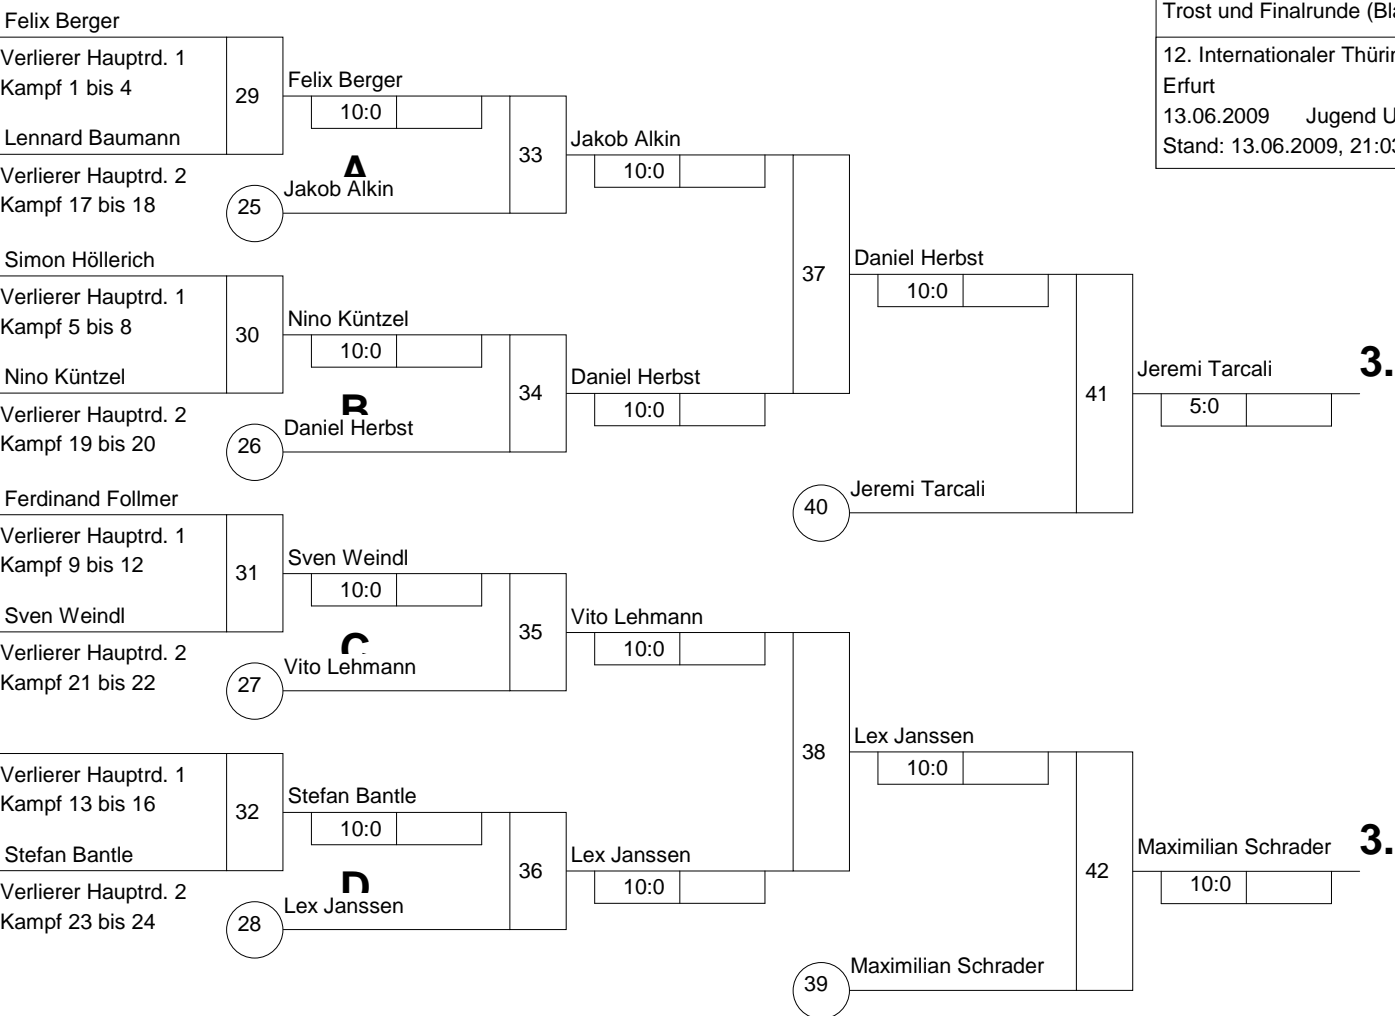 Trost und Finalrunde
12. Internationaler
Erfurt
13.06.2009 Jugend
Stand: 13.06.2009,
Felix Berger
Verlierer Hauptrd. 1
Kampf 1 bis 4
29
Lennard Baumann
Verlierer Hauptrd. 2
Kampf 17 bis 18
Felix Berger
10:0
A
25
Jakob Alkin
33
Jakob Alkin
10:0
Simon Höllerich
Verlierer Hauptrd. 1
Kampf 5 bis 8
30
Nino Küntzel
Verlierer Hauptrd. 2
Kampf 19 bis 20
Nino Küntzel
10:0
B
26
Daniel Herbst
34
Daniel Herbst
10:0
37
Daniel Herbst
10:0
40
Jeremi Tarcali
41
Jeremi Tarcali
3.
5:0
Ferdinand Follmer
Verlierer Hauptrd. 1
Kampf 9 bis 12
31
Sven Weindl
Verlierer Hauptrd. 2
Kampf 21 bis 22
Sven Weindl
10:0
C
27
Vito Lehmann
35
Vito Lehmann
10:0
Verlierer Hauptrd. 1
Kampf 13 bis 16
32
Stefan Bantle
Verlierer Hauptrd. 2
Kampf 23 bis 24
Stefan Bantle
10:0
D
28
Lex Janssen
36
Lex Janssen
10:0
38
Lex Janssen
10:0
39
Maximilian Schrader
42
Maximilian Schrader
3.
10:0